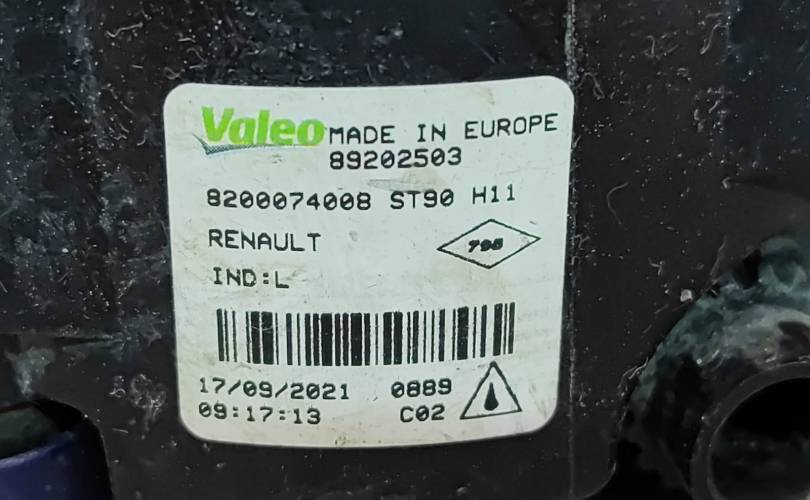 Valeo MADE IN EUROPE
89202503
8200074008 ST90 H11
RENAULT
IND:L
17/09/2021 0889
09:17:13 C02